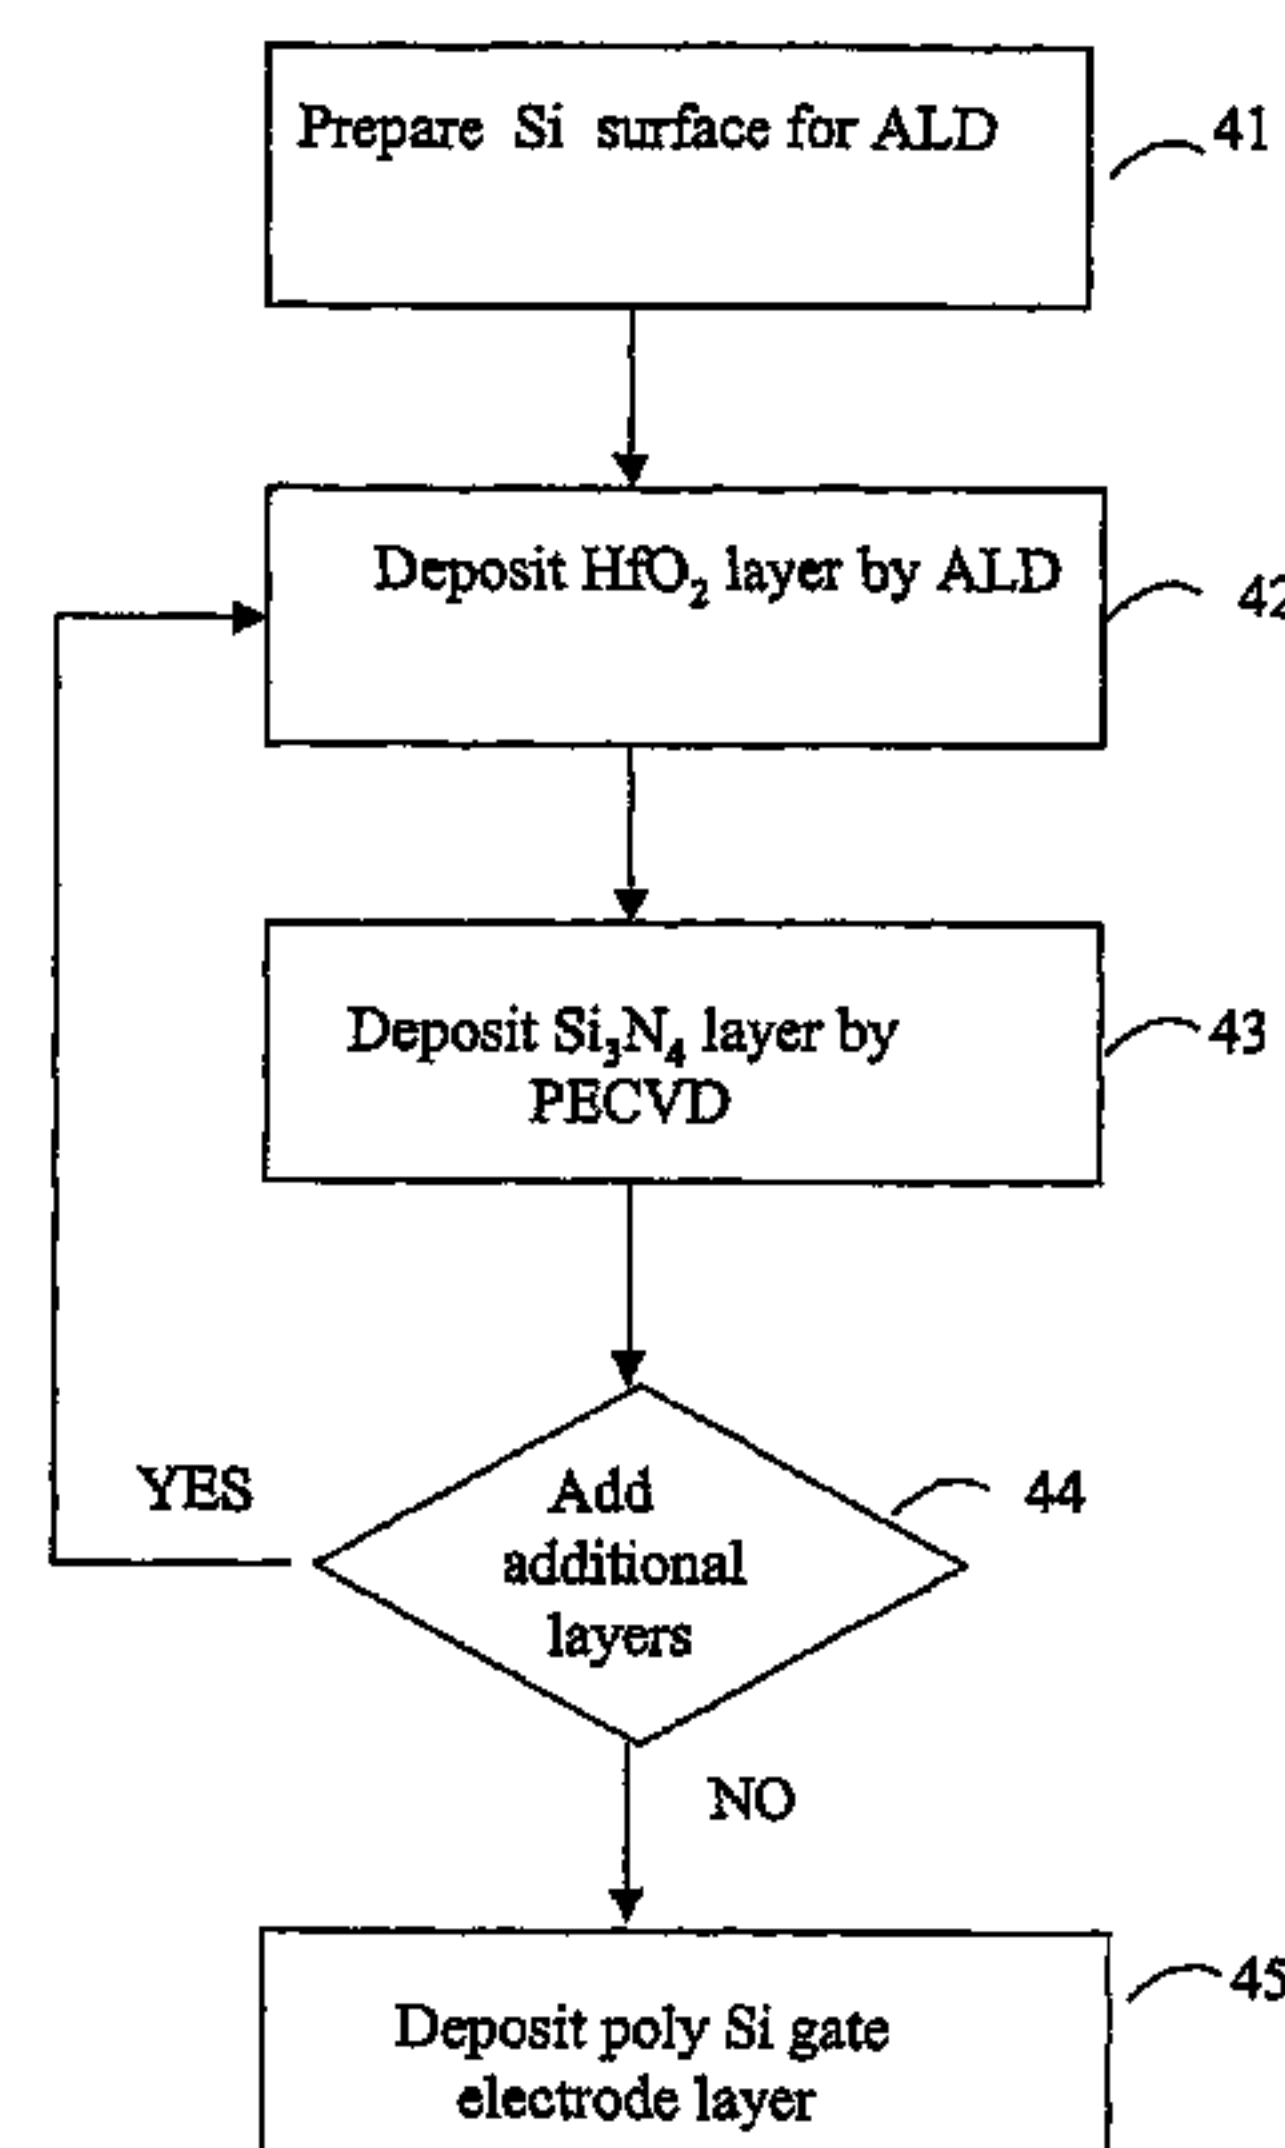 Prepare Si surface for ALD
41
Deposit HfO₂ layer by ALD
42
Deposit Si₃N₄ layer by
PECVD
43
YES
Add
additional
layers
44
NO
Deposit poly Si gate
electrode layer
45